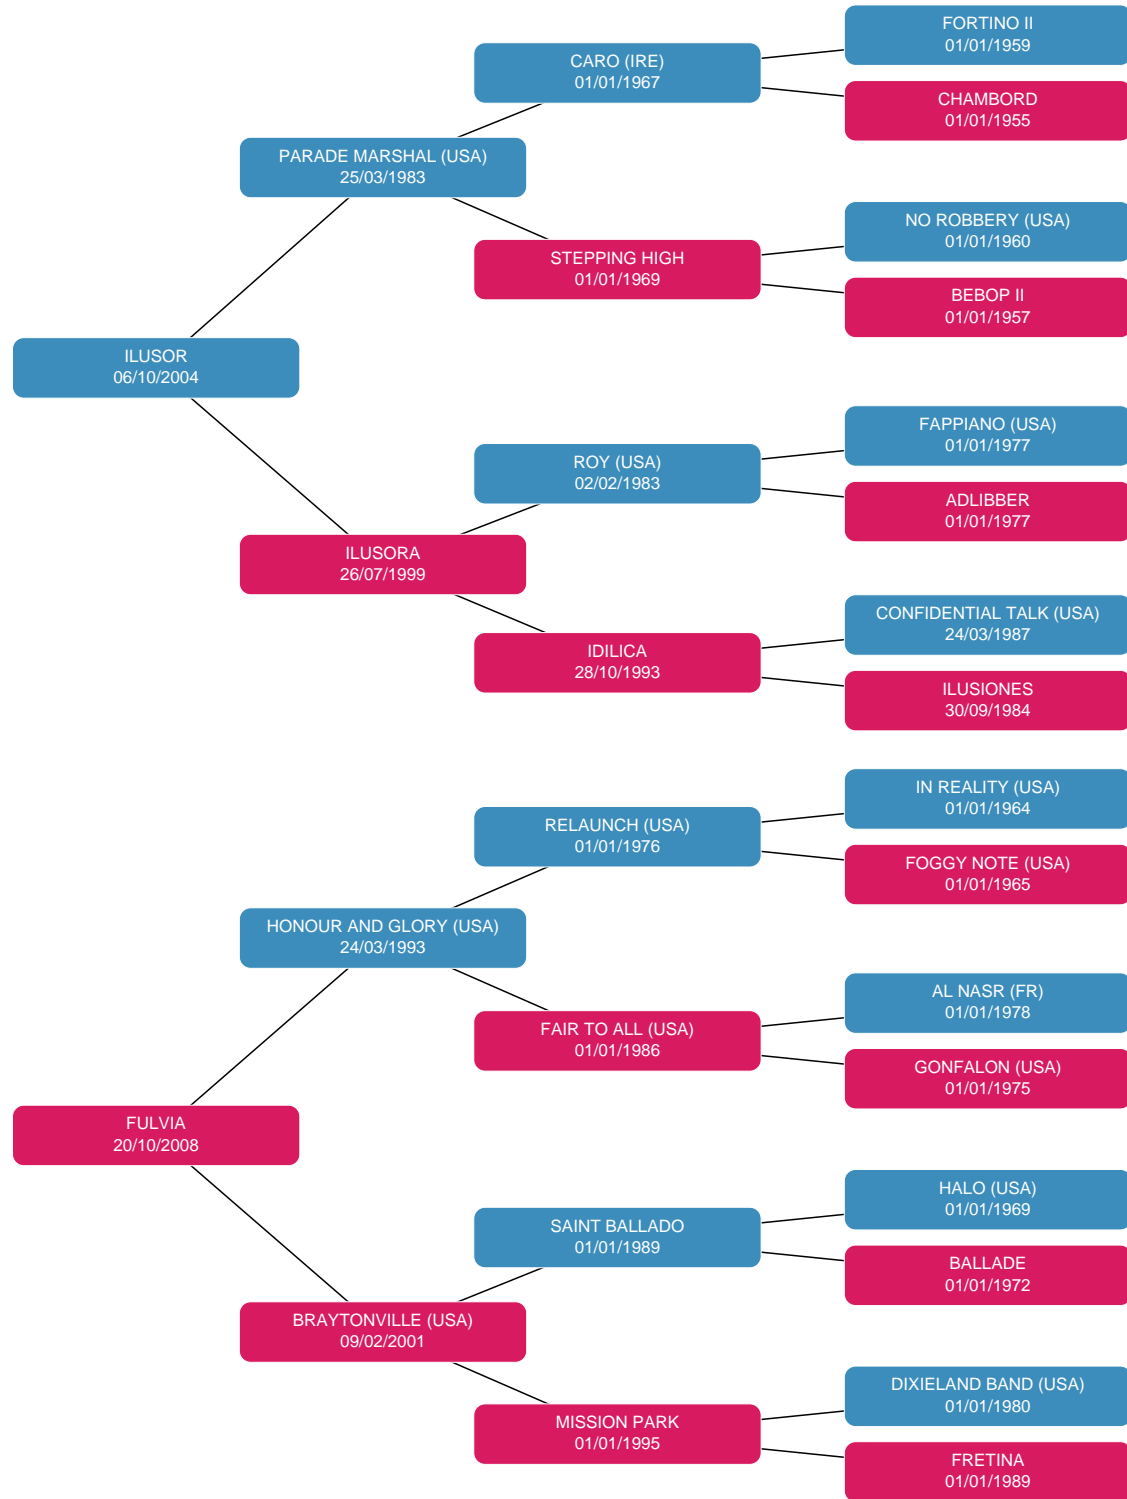 FORTINO II
01/01/1959
CARO (IRE)
01/01/1967
CHAMBORD
01/01/1955
PARADE MARSHAL (USA)
25/03/1983
NO ROBBERY (USA)
01/01/1960
STEPPING HIGH
01/01/1969
BEBOP II
01/01/1957
ILUSOR
06/10/2004
FAPPIANO (USA)
01/01/1977
ROY (USA)
02/02/1983
ADLIBBER
01/01/1977
ILUSORA
26/07/1999
CONFIDENTIAL TALK (USA)
24/03/1987
IDILICA
28/10/1993
ILUSIONES
30/09/1984
IN REALITY (USA)
01/01/1964
RELAUNCH (USA)
01/01/1976
FOGGY NOTE (USA)
01/01/1965
HONOUR AND GLORY (USA)
24/03/1993
AL NASR (FR)
01/01/1978
FAIR TO ALL (USA)
01/01/1986
GONFALON (USA)
01/01/1975
FULVIA
20/10/2008
HALO (USA)
01/01/1969
SAINT BALLADO
01/01/1989
BALLADE
01/01/1972
BRAYTONVILLE (USA)
09/02/2001
DIXIELAND BAND (USA)
01/01/1980
MISSION PARK
01/01/1995
FRETINA
01/01/1989